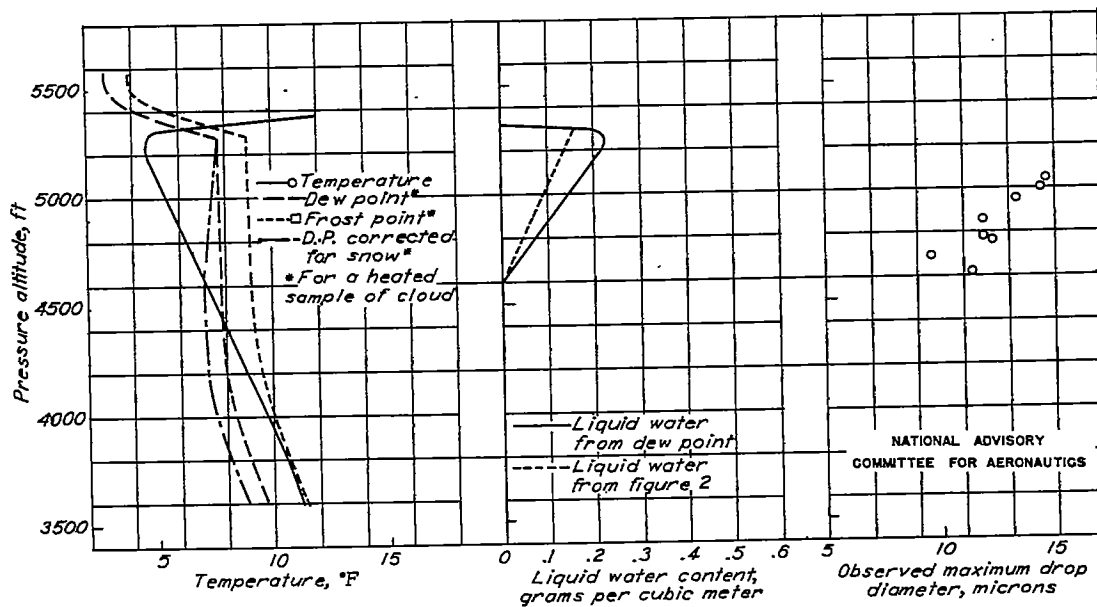 Pressure altitude, ft
5500
5000
4500
4000
3500
Temperature
Dew point*
Frost point*
D.P. corrected
for snow*
*For a heated
sample of cloud
5 10 15
Temperature, °F
Liquid water
from dew point
Liquid water
from figure 2
0 .1 .2 .3 .4 .5 .6
Liquid water content,
grams per cubic meter
NATIONAL ADVISORY
COMMITTEE FOR AERONAUTICS
5 10 15
Observed maximum drop
diameter, microns